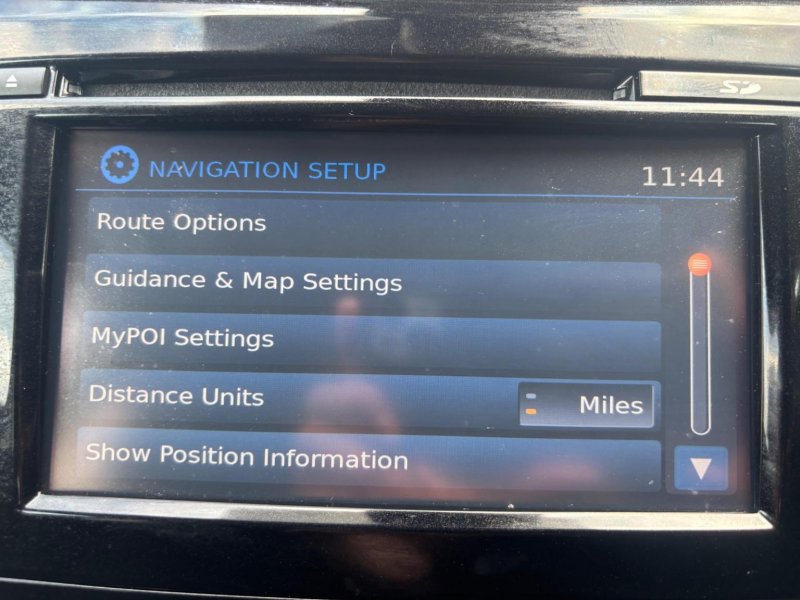 SD
NAVIGATION SETUP
11:44
Route Options
Guidance & Map Settings
MyPOI Settings
Distance Units
Miles
Show Position Information